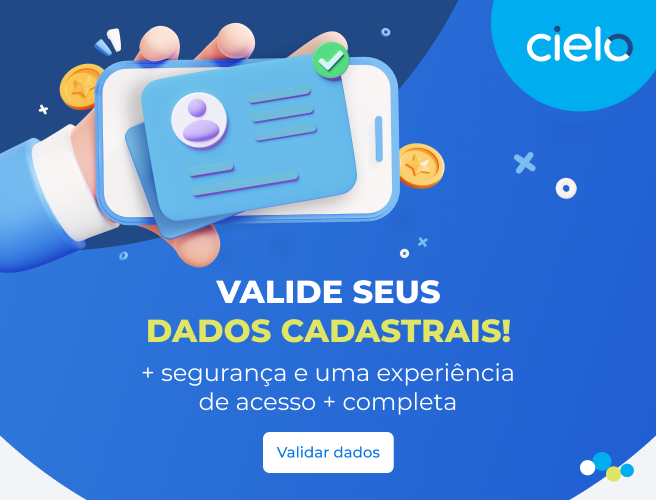 cielo
VALIDE SEUS
DADOS CADASTRAIS!
+ segurança e uma experiência
de acesso + completa
Validar dados